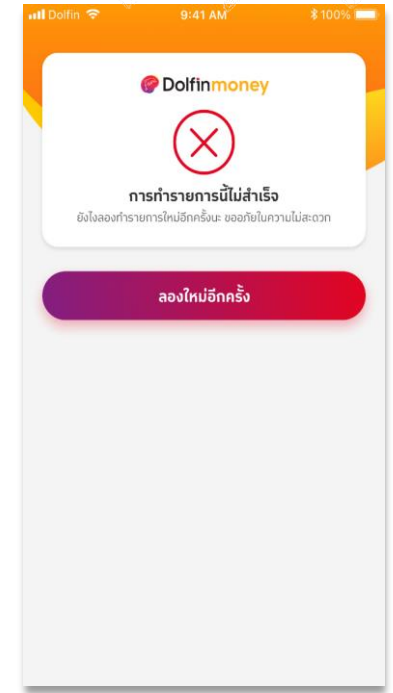 Dolfin 9:41 AM 100%
Dolfinmoney
การทำรายการนี้ไม่สำเร็จ
ยังไงลองทำรายการใหม่อีกครั้งนะ ขออภัยในความไม่สะดวก
ลองใหม่อีกครั้ง